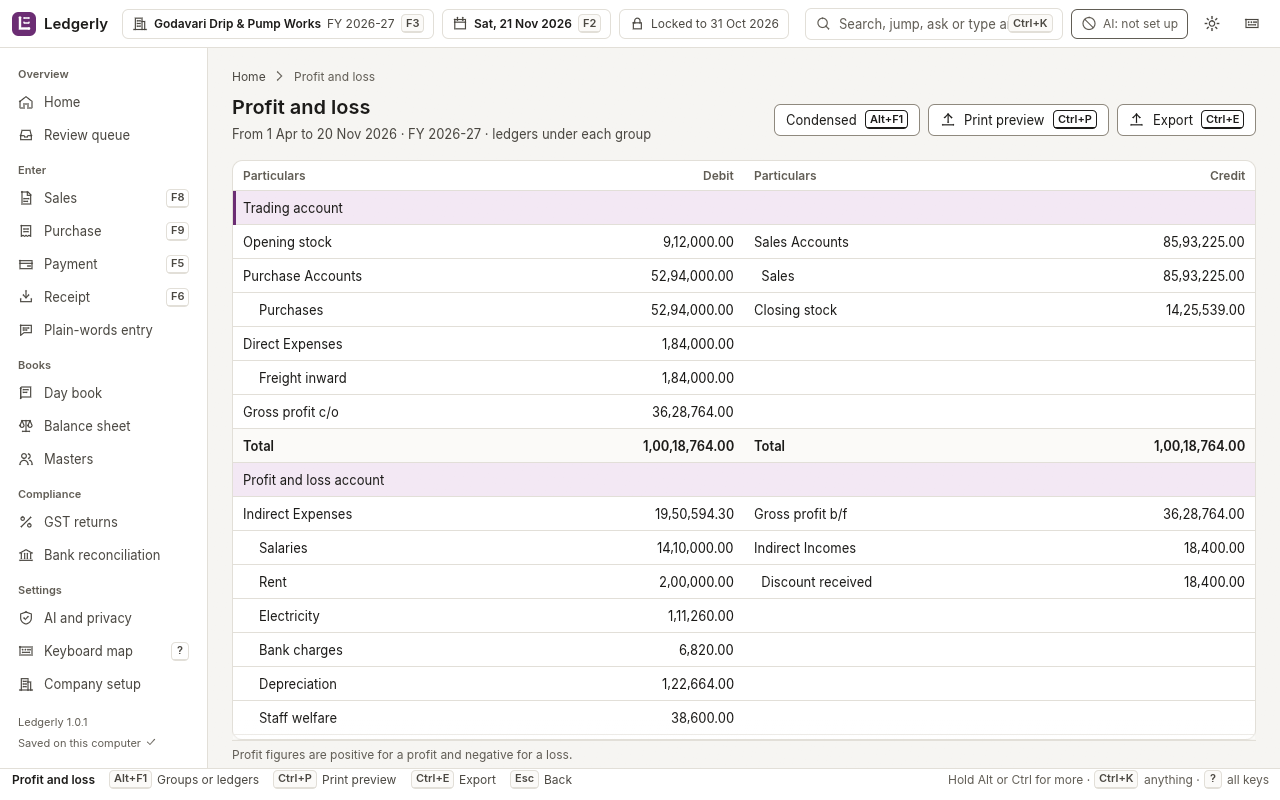 Ledgerly
Godavari Drip & Pump Works FY 2026-27 F3
Sat, 21 Nov 2026 F2
Locked to 31 Oct 2026
Search, jump, ask or type a Ctrl+K
AI: not set up
Overview
Home
Review queue
Enter
Sales F8
Purchase F9
Payment F5
Receipt F6
Plain-words entry
Books
Day book
Balance sheet
Masters
Compliance
GST returns
Bank reconciliation
Settings
AI and privacy
Keyboard map ?
Company setup
Ledgerly 1.0.1
Saved on this computer
Home Profit and loss
Profit and loss
From 1 Apr to 20 Nov 2026 · FY 2026-27 · ledgers under each group
Condensed Alt+F1
Print preview Ctrl+P
Export Ctrl+E
Particulars Debit Particulars Credit
Trading account
Opening stock 9,12,000.00 Sales Accounts 85,93,225.00
Purchase Accounts 52,94,000.00 Sales 85,93,225.00
Purchases 52,94,000.00 Closing stock 14,25,539.00
Direct Expenses 1,84,000.00
Freight inward 1,84,000.00
Gross profit c/o 36,28,764.00
Total 1,00,18,764.00 Total 1,00,18,764.00
Profit and loss account
Indirect Expenses 19,50,594.30 Gross profit b/f 36,28,764.00
Salaries 14,10,000.00 Indirect Incomes 18,400.00
Rent 2,00,000.00 Discount received 18,400.00
Electricity 1,11,260.00
Bank charges 6,820.00
Depreciation 1,22,664.00
Staff welfare 38,600.00
Profit figures are positive for a profit and negative for a loss.
Profit and loss Alt+F1 Groups or ledgers Ctrl+P Print preview Ctrl+E Export Esc Back
Hold Alt or Ctrl for more · Ctrl+K anything · ? all keys